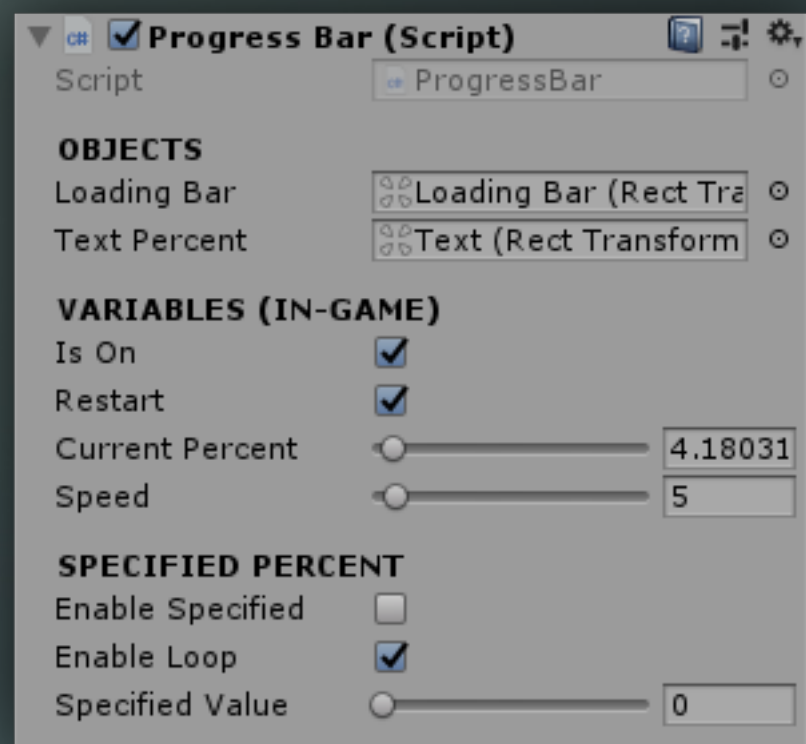 c# Progress Bar (Script)
Script ProgressBar
OBJECTS
Loading Bar Loading Bar (Rect Tra
Text Percent Text (Rect Transform
VARIABLES (IN-GAME)
Is On
Restart
Current Percent 4.18031
Speed 5
SPECIFIED PERCENT
Enable Specified
Enable Loop
Specified Value 0